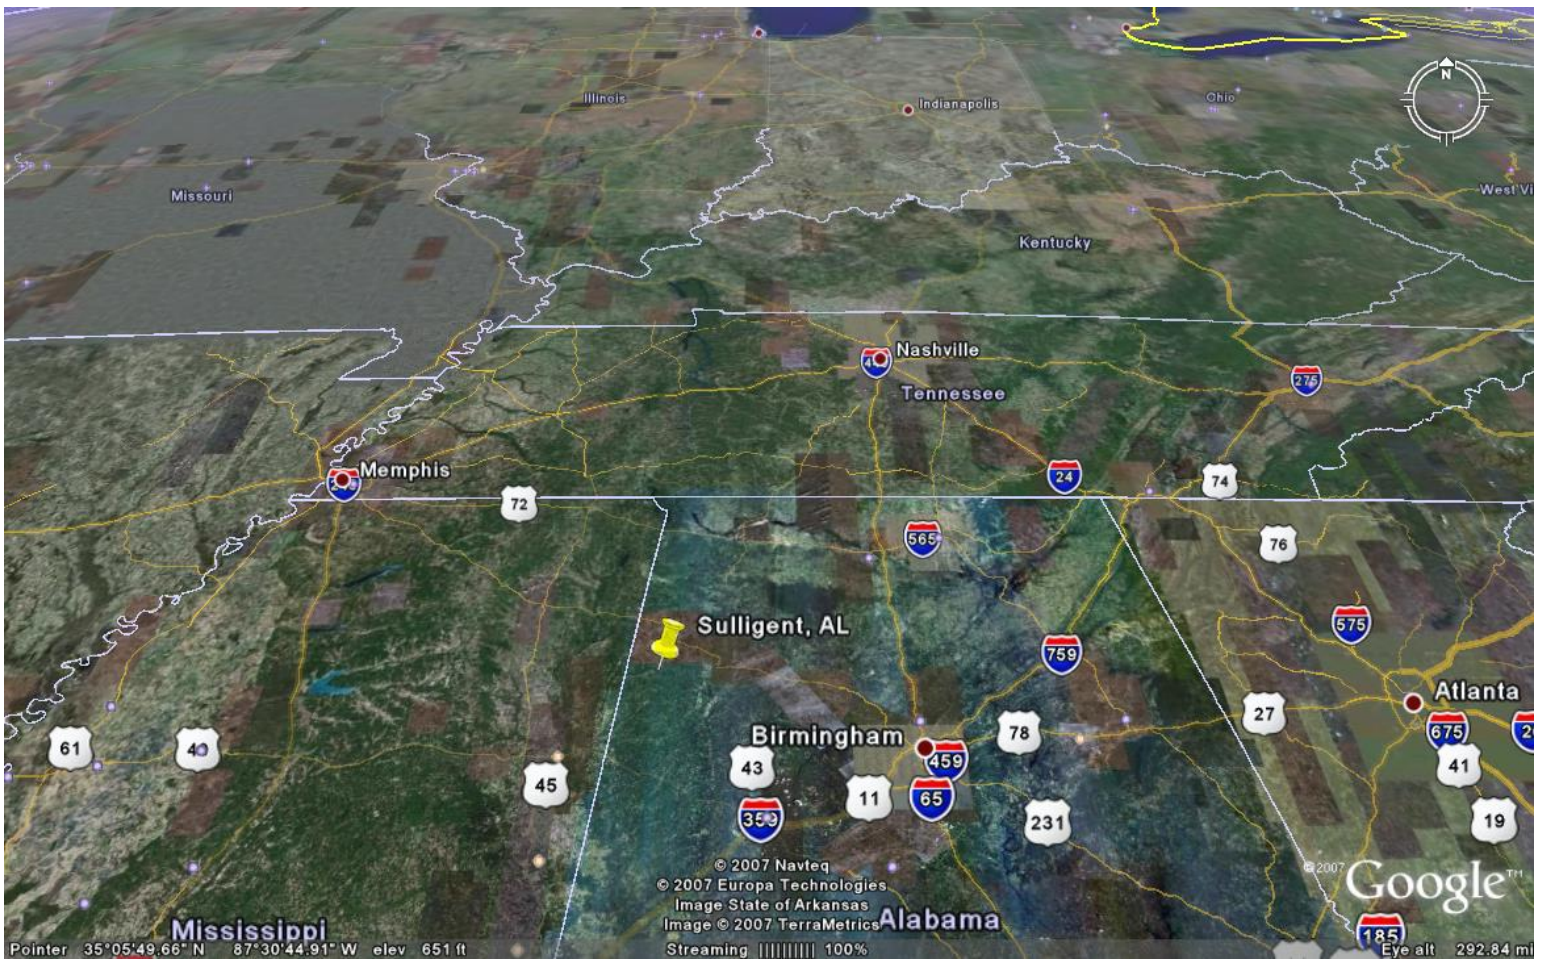 N
Illinois
Indianapolis
Ohio
Missouri
West Vi
Kentucky
Nashville
275
Tennessee
Memphis
24
74
72
565
76
Sulligent, AL
575
759
Atlanta
27
61
Birmingham
78
675
459
43
41
45
11
65
359
231
19
© 2007 Navteq
© 2007 Europa Technologies
Image State of Arkansas
Image © 2007 TerraMetrics
© 2007
Google™
Mississippi
Alabama
185
Pointer 35°05'49.66" N 87°30'44.91" W elev 651 ft
Streaming |||||||||| 100%
Eye alt 292.84 mi